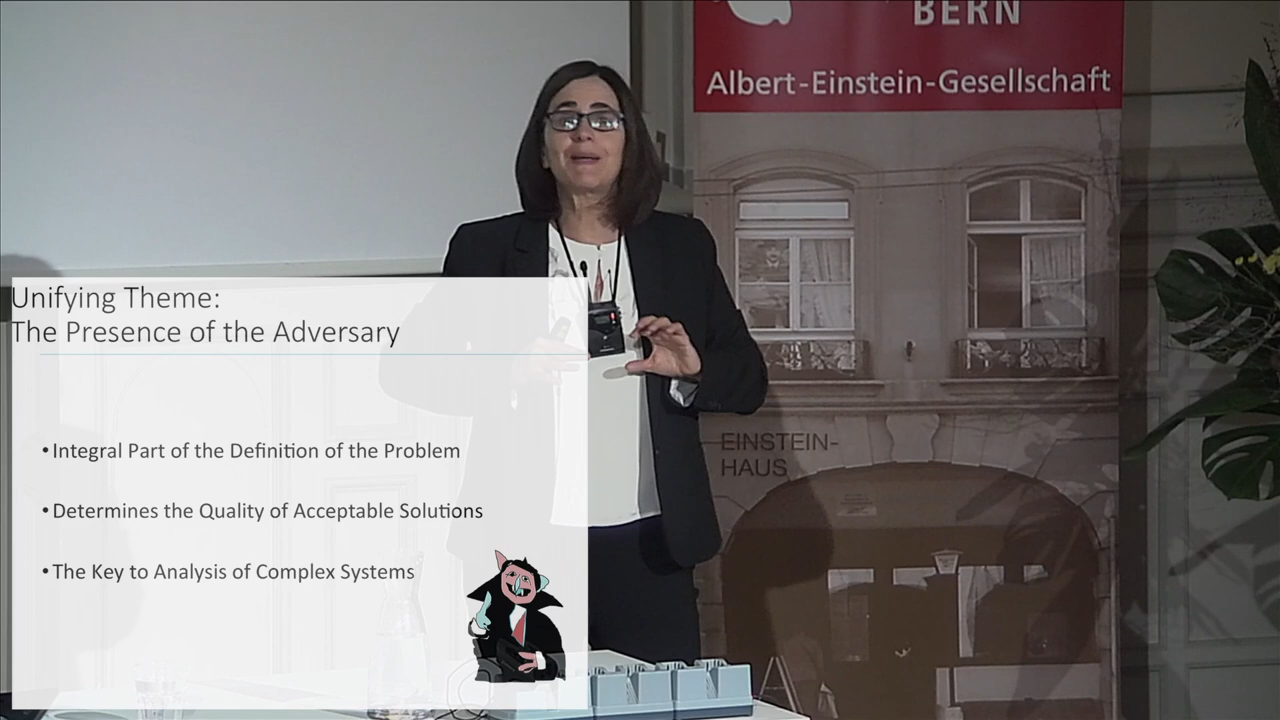 BERN
Albert-Einstein-Gesellschaft
Unifying Theme:
The Presence of the Adversary
• Integral Part of the Definition of the Problem
• Determines the Quality of Acceptable Solutions
• The Key to Analysis of Complex Systems
EINSTEIN-
HAUS